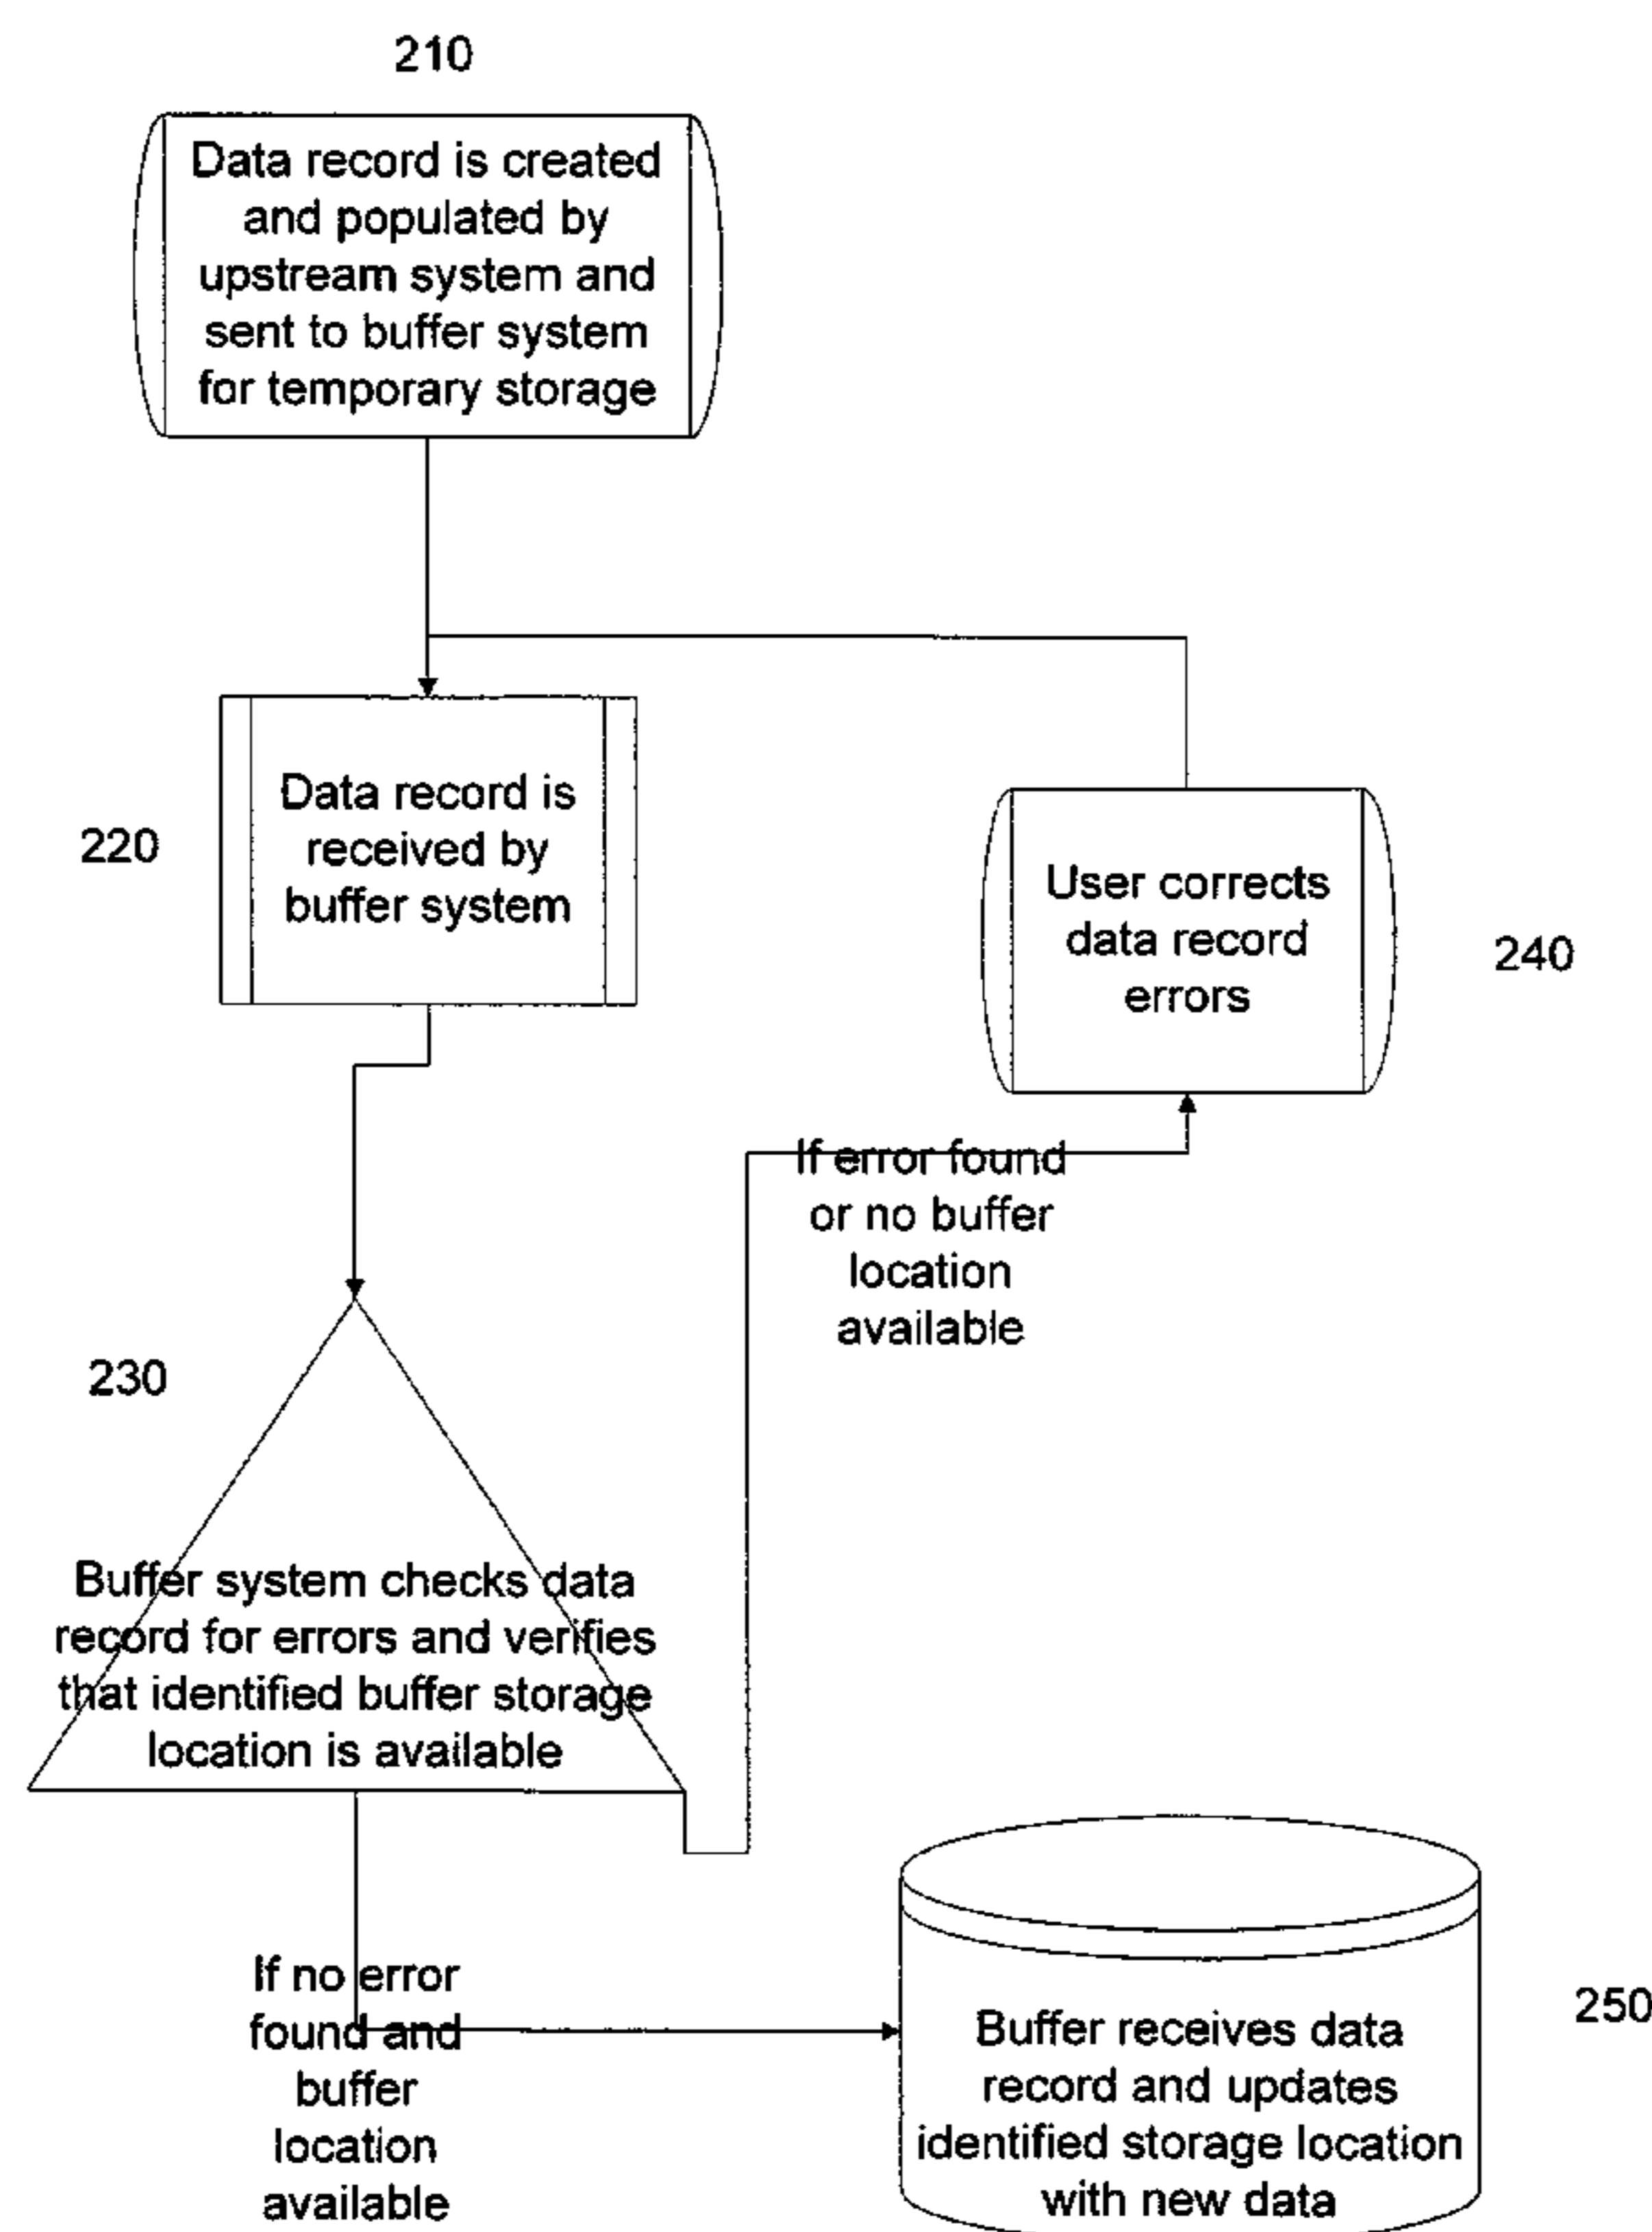 210
Data record is created
and populated by
upstream system and
sent to buffer system
for temporary storage
220
Data record is
received by
buffer system
User corrects
data record
errors
240
If error found
or no buffer
location
available
230
Buffer system checks data
record for errors and verifies
that identified buffer storage
location is available
If no error
found and
buffer
location
available
250
Buffer receives data
record and updates
identified storage location
with new data